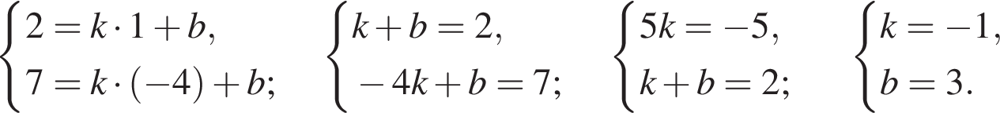 2 = k · 1 + b, k + b = 2, 5k = −5, k = −1,
7 = k · (−4) + b; −4k + b = 7; k + b = 2; b = 3.